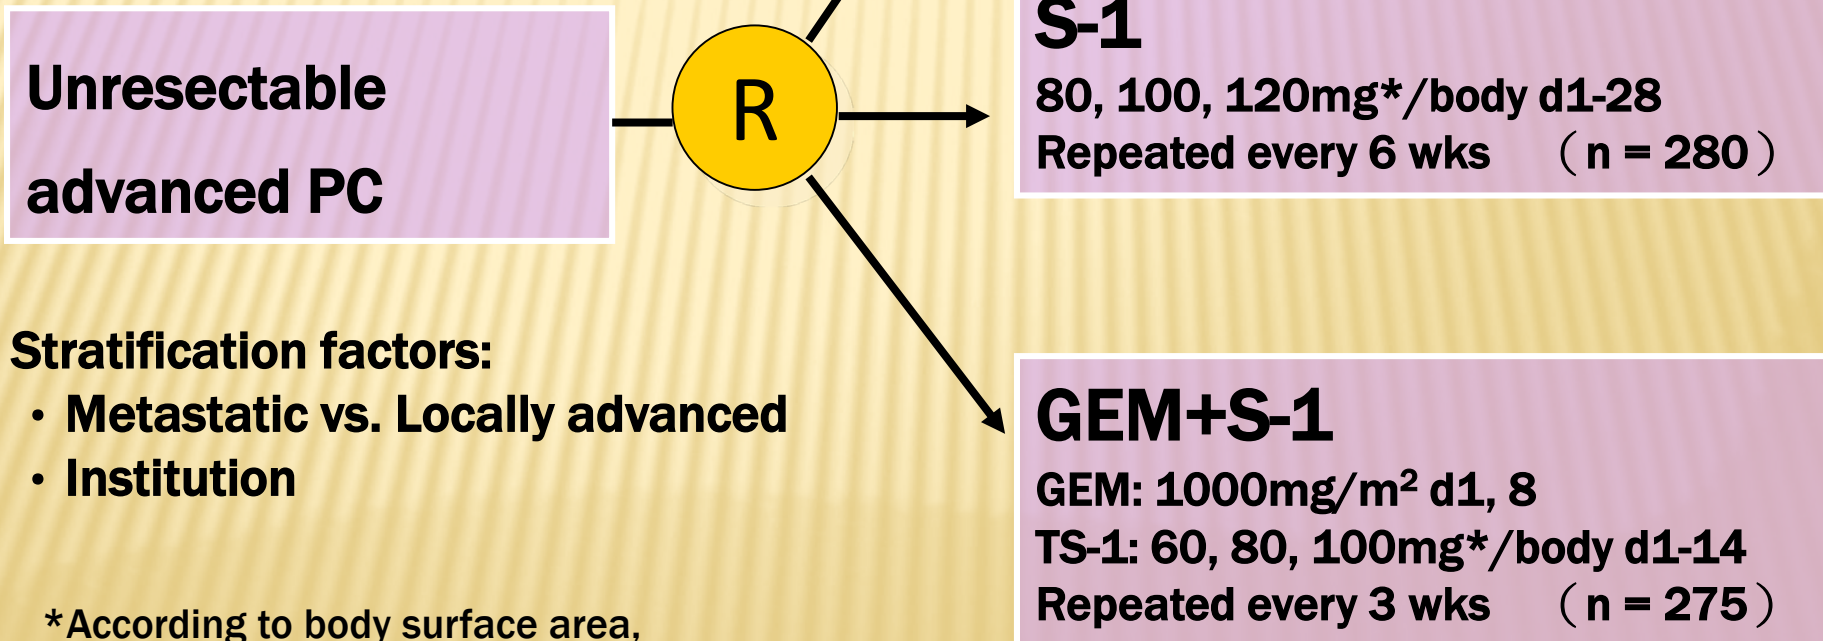 Unresectable
advanced PC
R
S-1
80, 100, 120mg*/body d1-28
Repeated every 6 wks （n = 280）
Stratification factors:
・Metastatic vs. Locally advanced
・Institution
GEM+S-1
GEM: 1000mg/m² d1, 8
TS-1: 60, 80, 100mg*/body d1-14
Repeated every 3 wks （n = 275）
*According to body surface area,